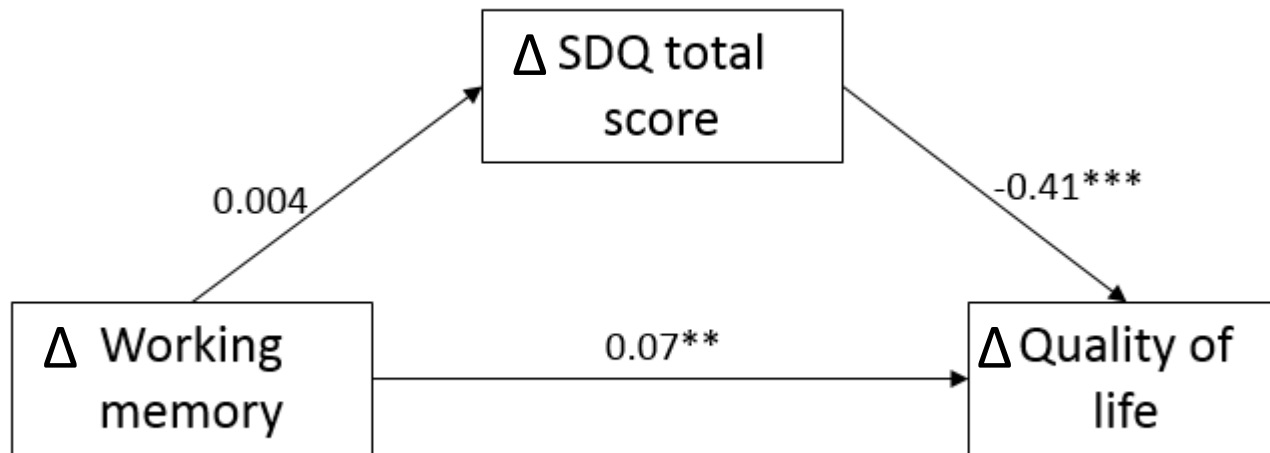 Δ SDQ total
score
0.004
-0.41***
Δ Working
memory
0.07**
Δ Quality of
life